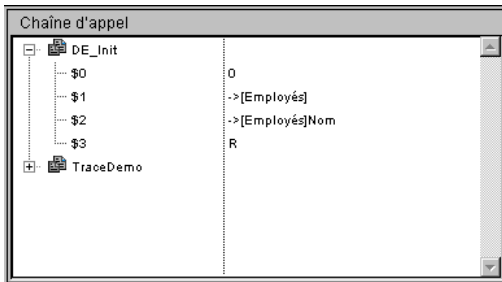 Chaîne d'appel
DE_Init
$0 0
$1 ->[Employés]
$2 ->[Employés]Nom
$3 R
TraceDemo